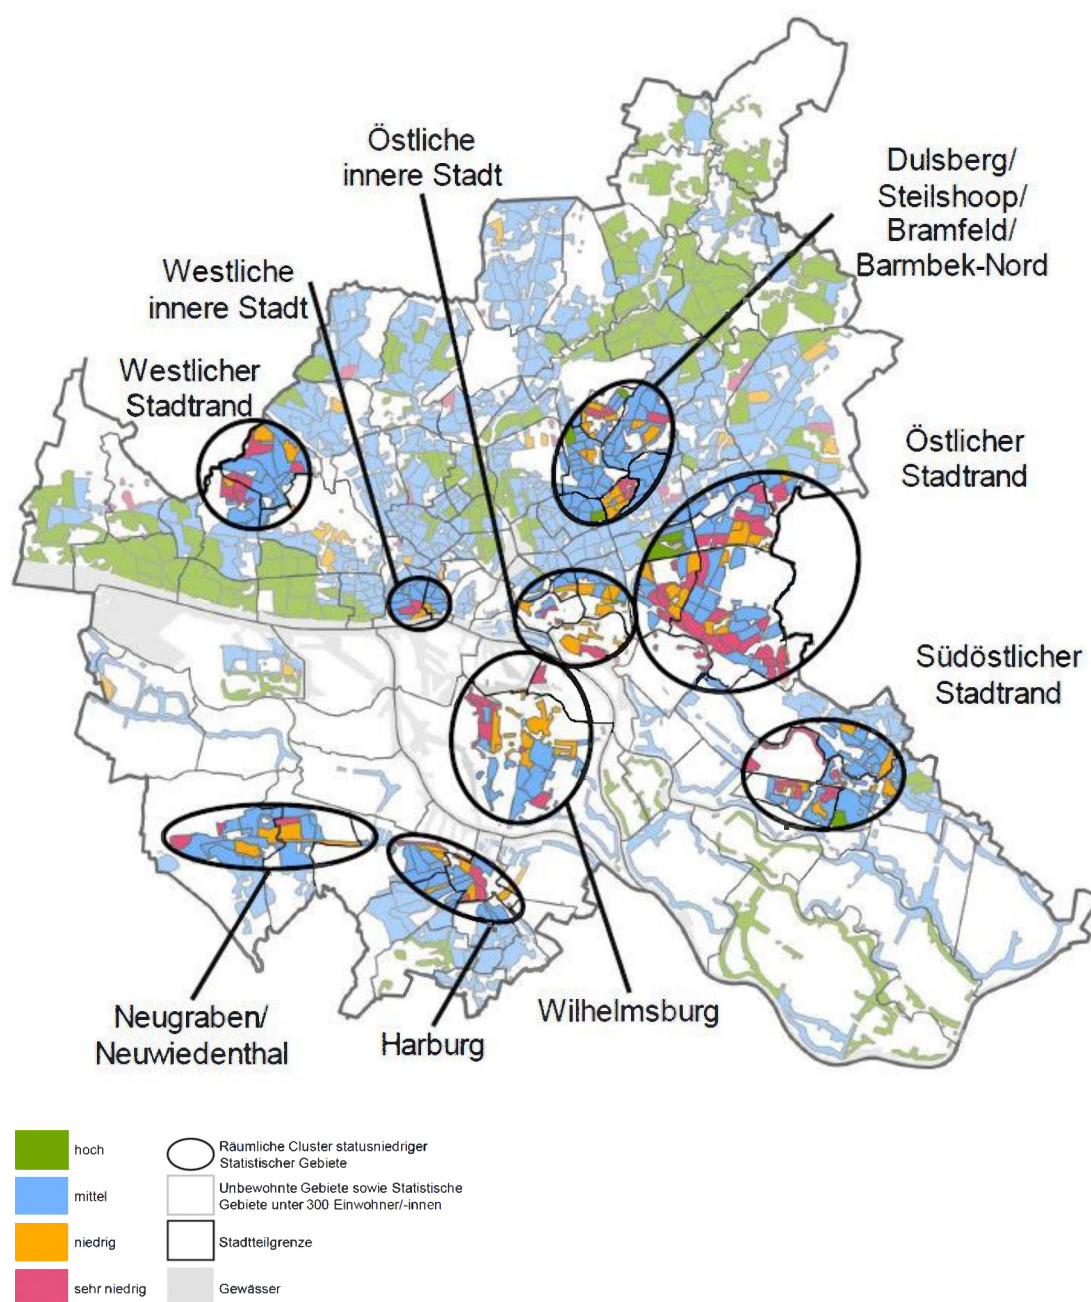 Östliche
innere Stadt
Dulsberg/
Steilshoop/
Bramfeld/
Barmbek-Nord
Westliche
innere Stadt
Westlicher
Stadtrand
Östlicher
Stadtrand
Südöstlicher
Stadtrand
Wilhelmsburg
Neugraben/
Neuwiedenthal
Harburg
hoch
mittel
niedrig
sehr niedrig
Räumliche Cluster statusniedriger
Statistischer Gebiete
Unbewohnte Gebiete sowie Statistische
Gebiete unter 300 Einwohner/-innen
Stadtteilgrenze
Gewässer